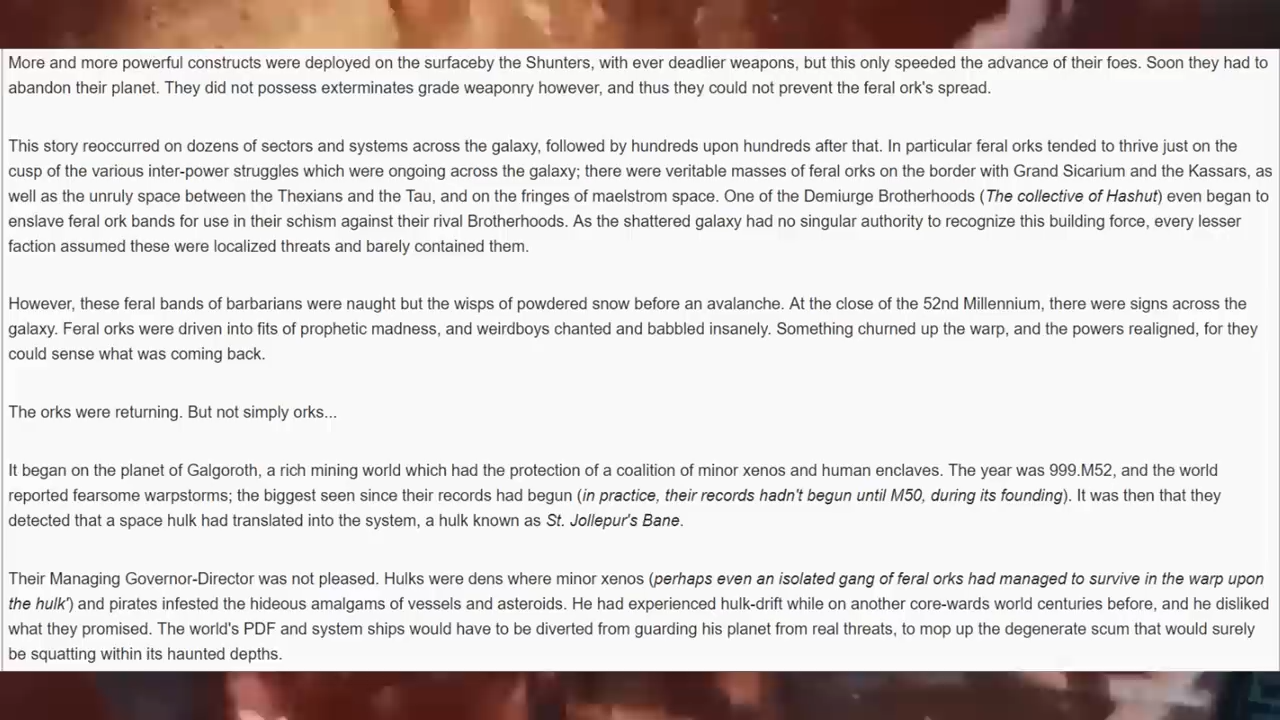 More and more powerful constructs were deployed on the surfaceby the Shunters, with ever deadlier weapons, but this only speeded the advance of their foes. Soon they had to
abandon their planet. They did not possess exterminates grade weaponry however, and thus they could not prevent the feral ork's spread.
This story reoccurred on dozens of sectors and systems across the galaxy, followed by hundreds upon hundreds after that. In particular feral orks tended to thrive just on the
cusp of the various inter-power struggles which were ongoing across the galaxy; there were veritable masses of feral orks on the border with Grand Sicarium and the Kassars, as
well as the unruly space between the Thexians and the Tau, and on the fringes of maelstrom space. One of the Demiurge Brotherhoods (The collective of Hashut) even began to
enslave feral ork bands for use in their schism against their rival Brotherhoods. As the shattered galaxy had no singular authority to recognize this building force, every lesser
faction assumed these were localized threats and barely contained them.
However, these feral bands of barbarians were naught but the wisps of powdered snow before an avalanche. At the close of the 52nd Millennium, there were signs across the
galaxy. Feral orks were driven into fits of prophetic madness, and weirdboys chanted and babbled insanely. Something churned up the warp, and the powers realigned, for they
could sense what was coming back.
The orks were returning. But not simply orks...
It began on the planet of Galgoroth, a rich mining world which had the protection of a coalition of minor xenos and human enclaves. The year was 999.M52, and the world
reported fearsome warpstorms; the biggest seen since their records had begun (in practice, their records hadn't begun until M50, during its founding). It was then that they
detected that a space hulk had translated into the system, a hulk known as St. Jollepur's Bane.
Their Managing Governor-Director was not pleased. Hulks were dens where minor xenos (perhaps even an isolated gang of feral orks had managed to survive in the warp upon
the hulk') and pirates infested the hideous amalgams of vessels and asteroids. He had experienced hulk-drift while on another core-wards world centuries before, and he disliked
what they promised. The world's PDF and system ships would have to be diverted from guarding his planet from real threats, to mop up the degenerate scum that would surely
be squatting within its haunted depths.